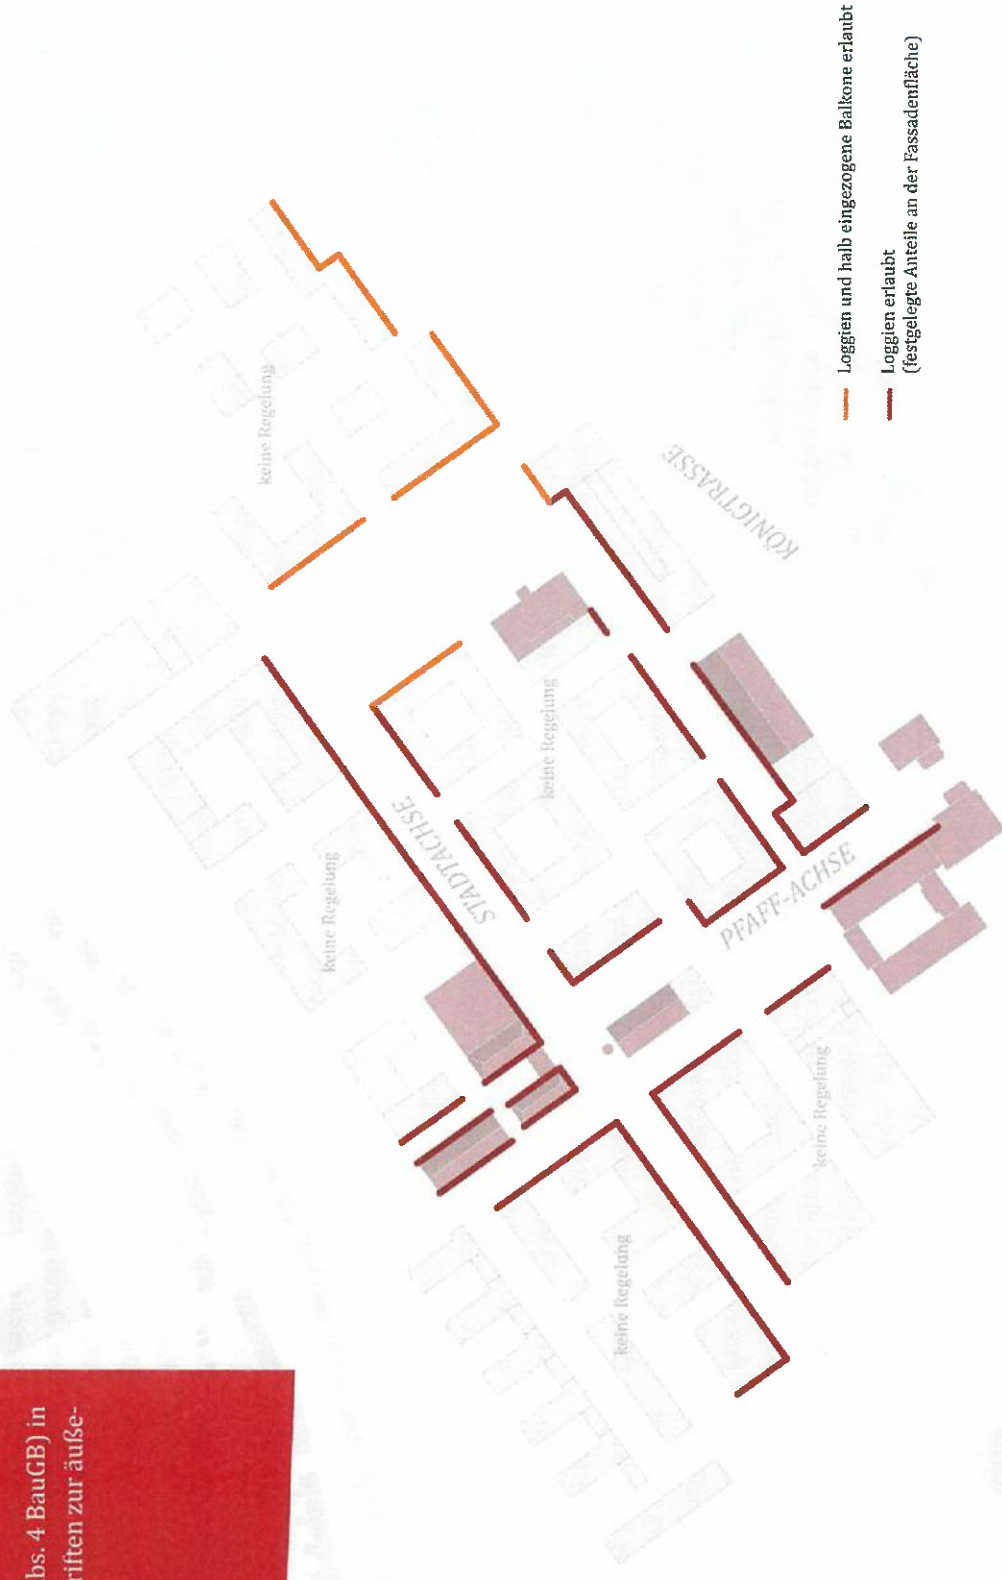 bs. 4 BauGB) in
riften zur äuße-
keine Regelung
keine Regelung
keine Regelung
keine Regelung
keine Regelung
STADTACHSE
PFAFF-ACHSE
KÖNIGTRASSE
Loggien und halb eingezogene Balkone erlaubt
Loggien erlaubt
(festgelegte Anteile an der Fassadenfläche)